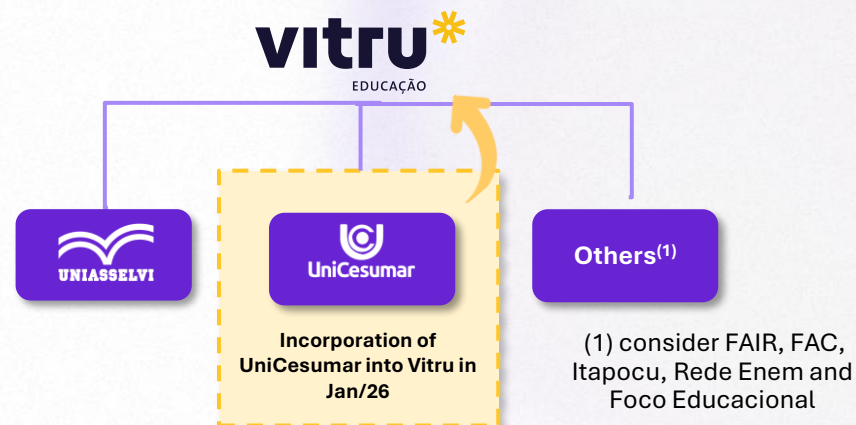 vitru
EDUCAÇÃO
UNIASSELVI
UniCesumar
Others(1)
Incorporation of
UniCesumar into Vitru in
Jan/26
(1) consider FAIR, FAC,
Itapocu, Rede Enem and
Foco Educacional